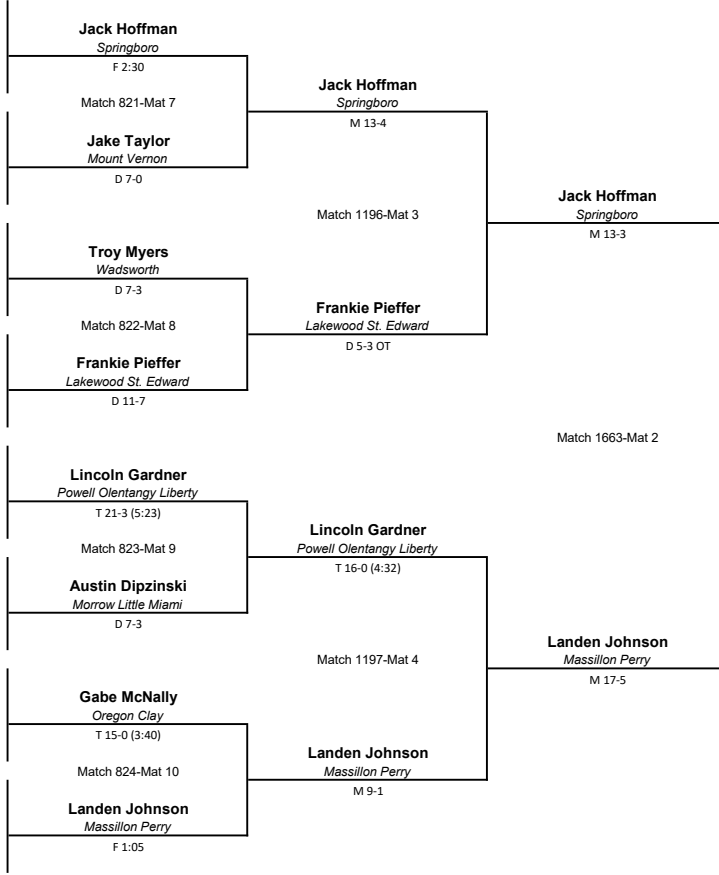 Jack Hoffman
Springboro
F 2:30
Match 821-Mat 7
Jake Taylor
Mount Vernon
D 7-0
Troy Myers
Wadsworth
D 7-3
Match 822-Mat 8
Frankie Pieffer
Lakewood St. Edward
D 11-7
Lincoln Gardner
Powell Olentangy Liberty
T 21-3 (5:23)
Match 823-Mat 9
Austin Dipzinski
Morrow Little Miami
D 7-3
Gabe McNally
Oregon Clay
T 15-0 (3:40)
Match 824-Mat 10
Landen Johnson
Massillon Perry
F 1:05
Jack Hoffman
Springboro
M 13-4
Match 1196-Mat 3
Frankie Pieffer
Lakewood St. Edward
D 5-3 OT
Lincoln Gardner
Powell Olentangy Liberty
T 16-0 (4:32)
Match 1197-Mat 4
Landen Johnson
Massillon Perry
M 9-1
Jack Hoffman
Springboro
M 13-3
Match 1663-Mat 2
Landen Johnson
Massillon Perry
M 17-5